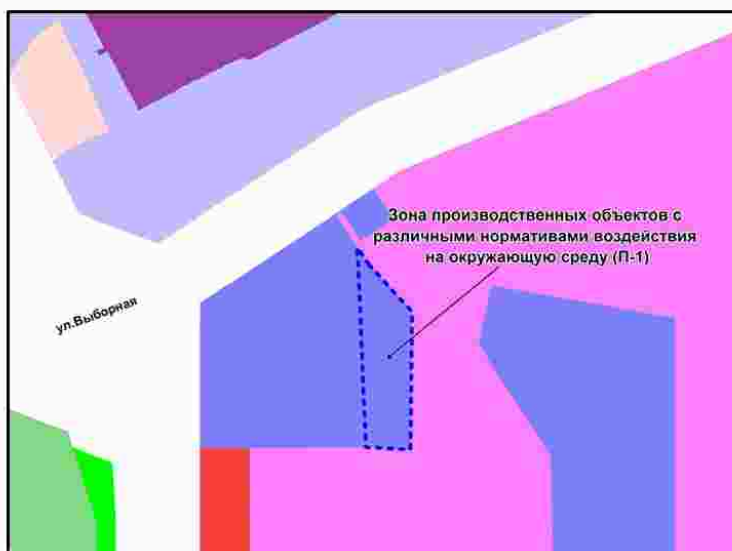 Зона производственных объектов с
различными нормативами воздействия
на окружающую среду (П-1)
ул.Выборная